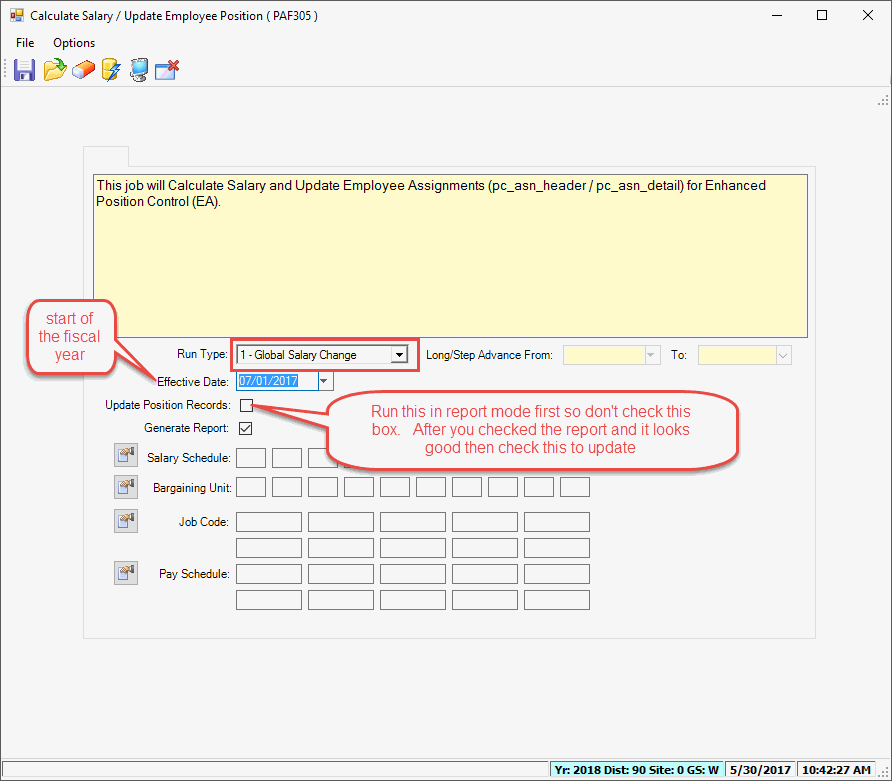 Calculate Salary / Update Employee Position ( PAF305 )
File Options
This job will Calculate Salary and Update Employee Assignments (pc_asn_header / pc_asn_detail) for Enhanced
Position Control (EA).
start of
the fiscal
year
Run Type: 1 - Global Salary Change Long/Step Advance From: To:
Effective Date: 07/01/2017
Update Position Records:
Run this in report mode first so don't check this
box. After you checked the report and it looks
good then check this to update
Generate Report:
Salary Schedule:
Bargaining Unit:
Job Code:
Pay Schedule:
Yr: 2018 Dist: 90 Site: 0 GS: W 5/30/2017 10:42:27 AM